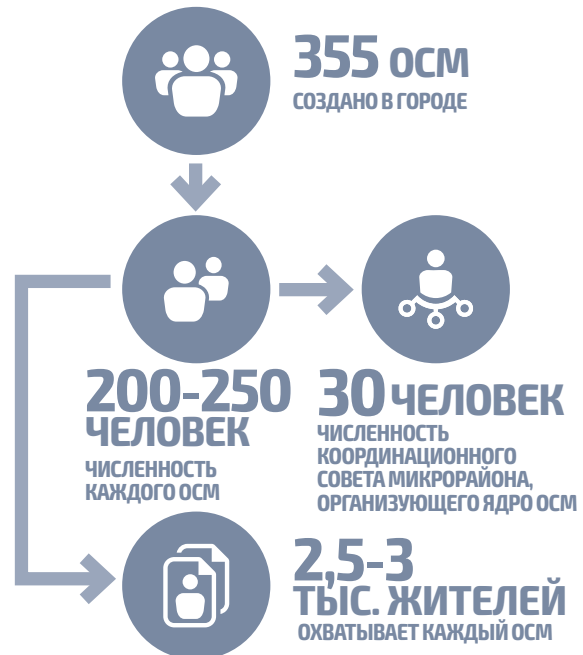 355 ОСМ
СОЗДАНО В ГОРОДЕ
200-250
ЧЕЛОВЕК
ЧИСЛЕННОСТЬ
КАЖДОГО ОСМ
30 ЧЕЛОВЕК
ЧИСЛЕННОСТЬ
КООРДИНАЦИОННОГО
СОВЕТА МИКРОРАЙОНА,
ОРГАНИЗУЮЩЕГО ЯДРО ОСМ
2,5-3
ТЫС. ЖИТЕЛЕЙ
ОХВАТЫВАЕТ КАЖДЫЙ ОСМ